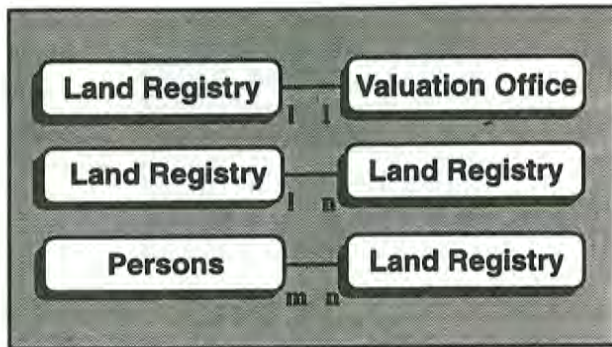 Land Registry Valuation Office
1 1
Land Registry Land Registry
1 n
Persons Land Registry
m n